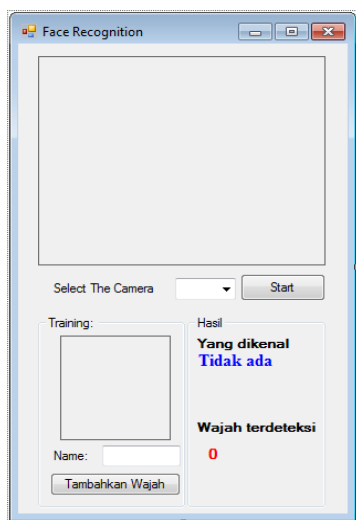 Face Recognition
Select The Camera
Start
Training:
Name:
Tambahkan Wajah
Hasil
Yang dikenal
Tidak ada
Wajah terdeteksi
0